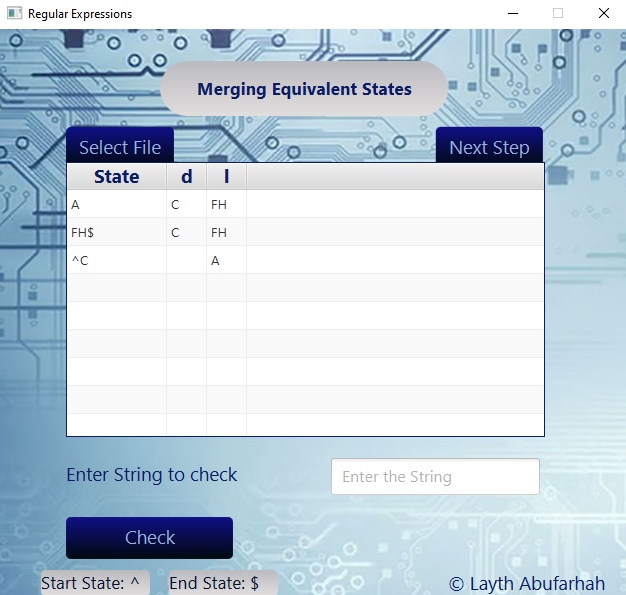 Regular Expressions
Merging Equivalent States
Select File
Next Step
State d l
A C FH
FH$ C FH
^C A
Enter String to check
Enter the String
Check
Start State: ^
End State: $
© Layth Abufarhah